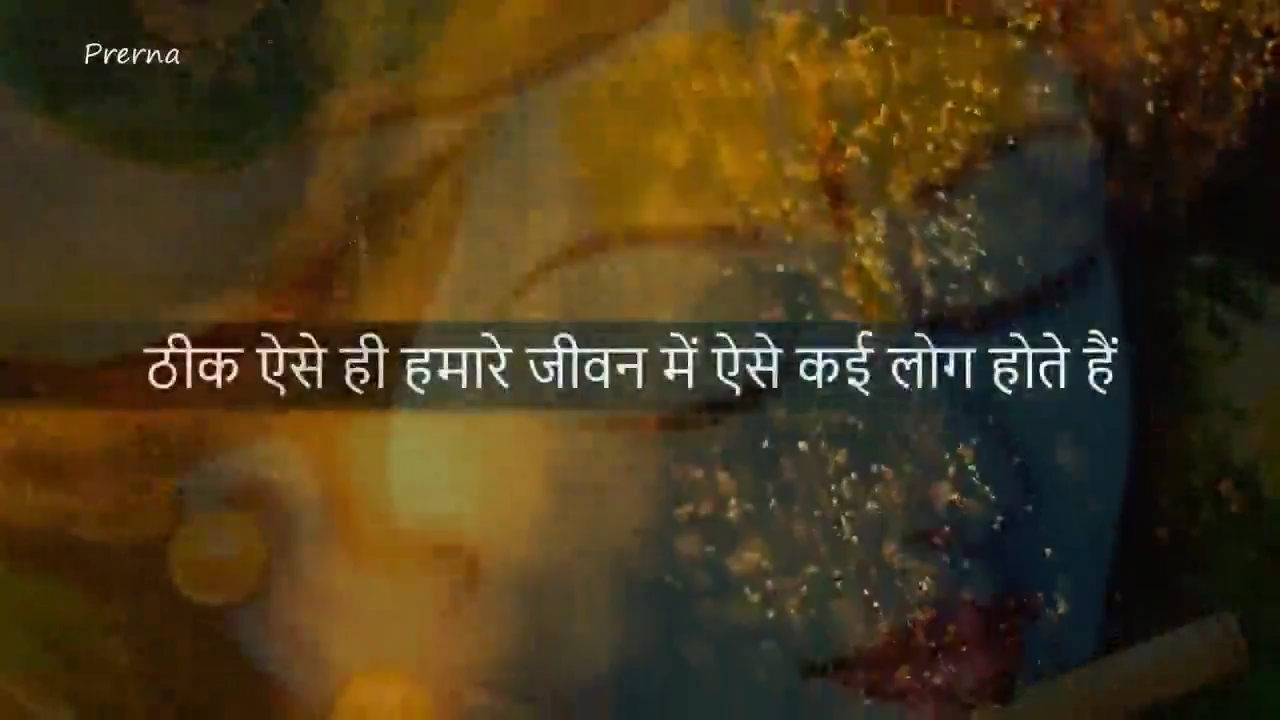 Prerna
ठीक ऐसे ही हमारे जीवन में ऐसे कई लोग होते हैं